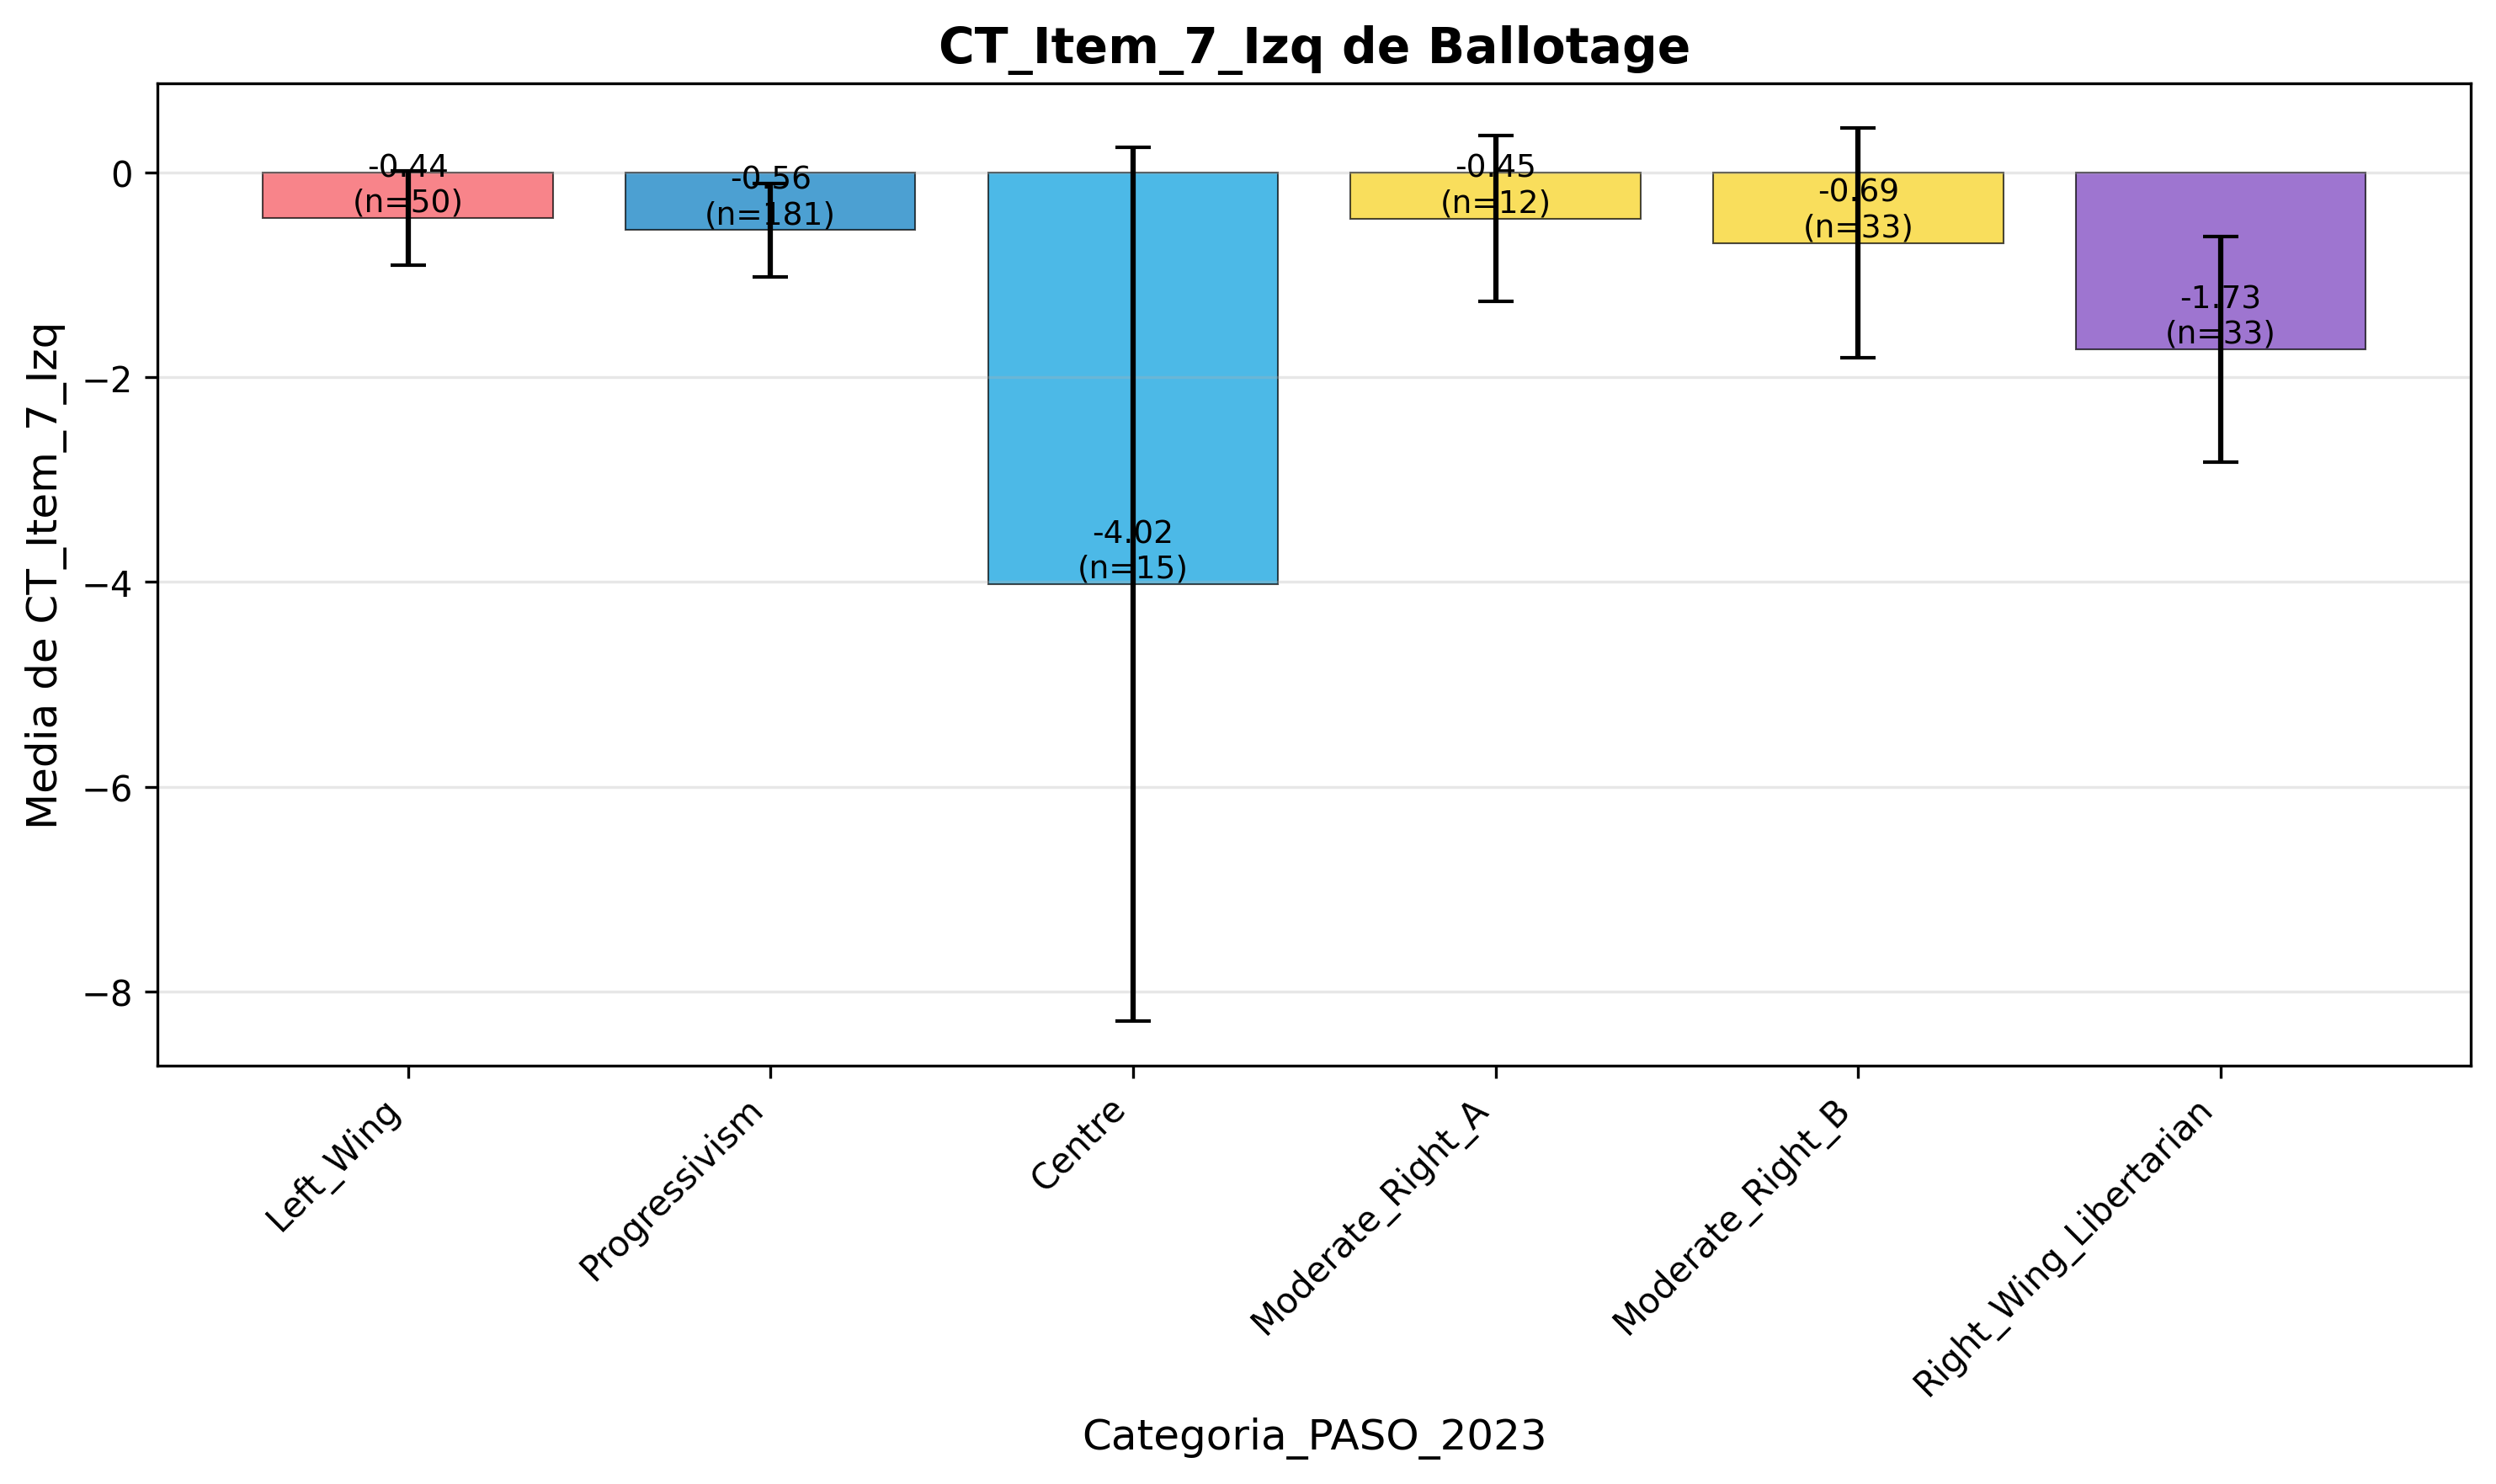 CT_Item_7_Izq de Ballotage
Media de CT_Item_7_Izq
0
−2
−4
−6
−8
-0.44
(n=50)
-0.56
(n=181)
-4.02
(n=15)
-0.45
(n=12)
-0.69
(n=33)
-1.73
(n=33)
Left_Wing
Progressivism
Centre
Moderate_Right_A
Moderate_Right_B
Right_Wing_Libertarian
Categoria_PASO_2023